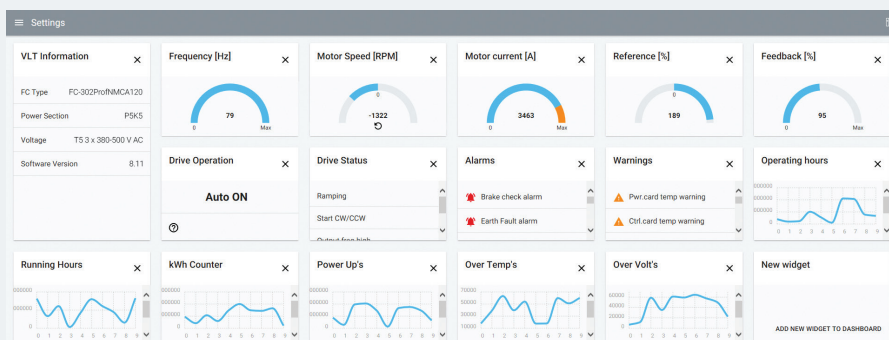 Settings
VLT Information
FC Type FC-302ProfNMCA120
Power Section P5K5
Voltage T5 3 x 380-500 V AC
Software Version 8.11
Frequency [Hz]
79
0 Max
Motor Speed [RPM]
0
-1322
Motor current [A]
3463
0 Max
Reference [%]
0
189
Feedback [%]
95
0 Max
Drive Operation
Auto ON
Drive Status
Ramping
Start CW/CCW
Output freq high
Alarms
Brake check alarm
Earth Fault alarm
Warnings
Pwr.card temp warning
Ctrl.card temp warning
Operating hours
0
0 1 2 3 4 5 6 7 8 9
Running Hours
0
0 1 2 3 4 5 6 7 8 9
kWh Counter
0
0 1 2 3 4 5 6 7 8 9
Power Up's
0
0 1 2 3 4 5 6 7 8 9
Over Temp's
70000
50000
30000
10000
0 1 2 3 4 5 6 7 8 9
Over Volt's
60000
40000
20000
0
0 1 2 3 4 5 6 7 8 9
New widget
ADD NEW WIDGET TO DASHBOARD